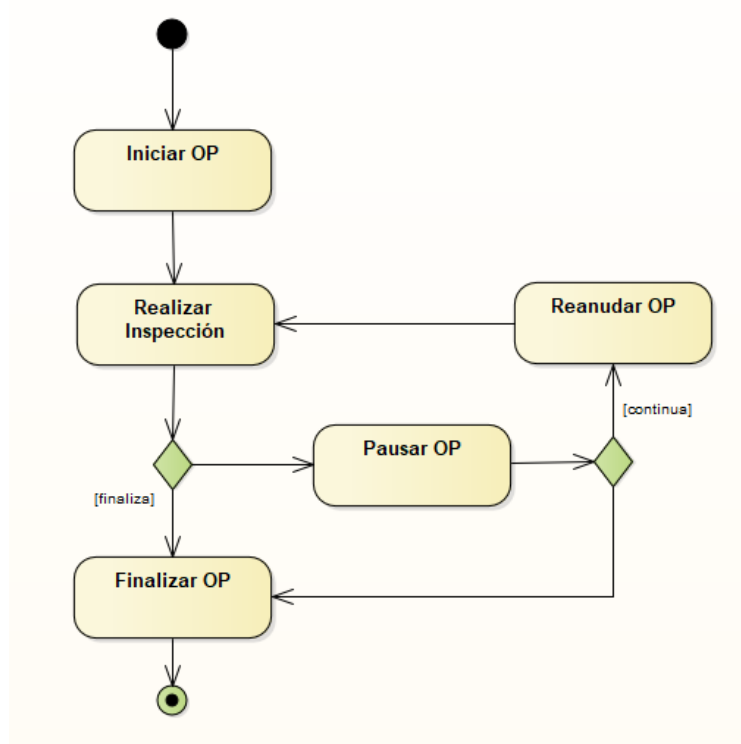 Iniciar OP
Realizar
Inspección
Reanudar OP
[continua]
Pausar OP
[finaliza]
Finalizar OP